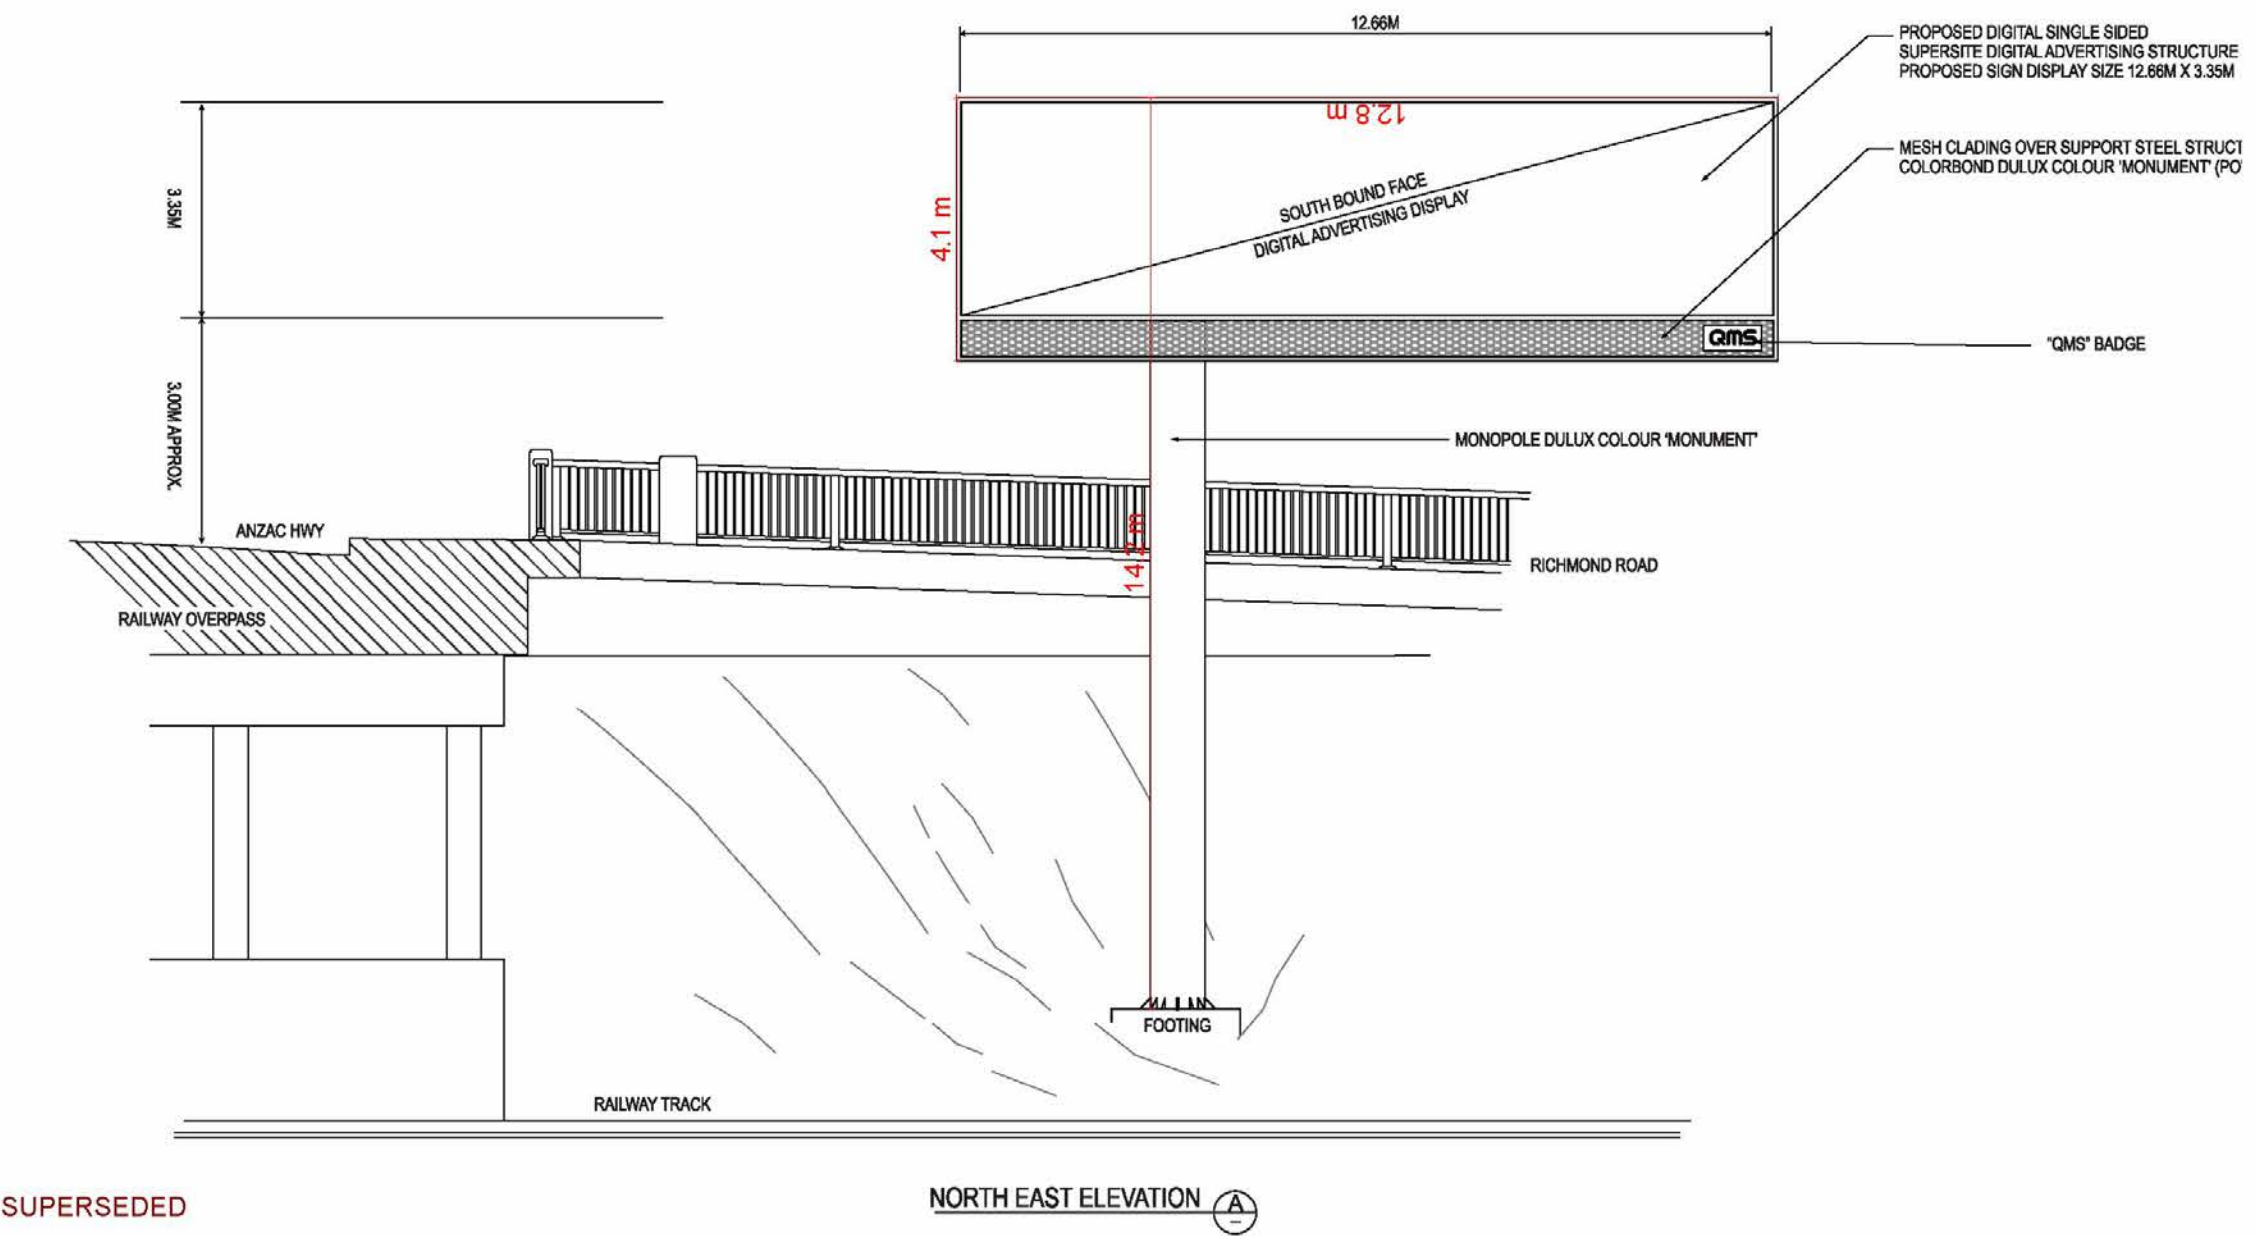 12.66M
PROPOSED DIGITAL SINGLE SIDED
SUPERSITE DIGITAL ADVERTISING STRUCTURE
PROPOSED SIGN DISPLAY SIZE 12.66M X 3.35M
12.8 m
MESH CLADING OVER SUPPORT STEEL STRUCT
COLORBOND DULUX COLOUR 'MONUMENT' (PO
3.35M
4.1 m
SOUTH BOUND FACE
DIGITAL ADVERTISING DISPLAY
QMS
"QMS" BADGE
3.00M APPROX.
MONOPOLE DULUX COLOUR 'MONUMENT'
ANZAC HWY
14.2 m
RICHMOND ROAD
RAILWAY OVERPASS
FOOTING
RAILWAY TRACK
SUPERSEDED
NORTH EAST ELEVATION
A